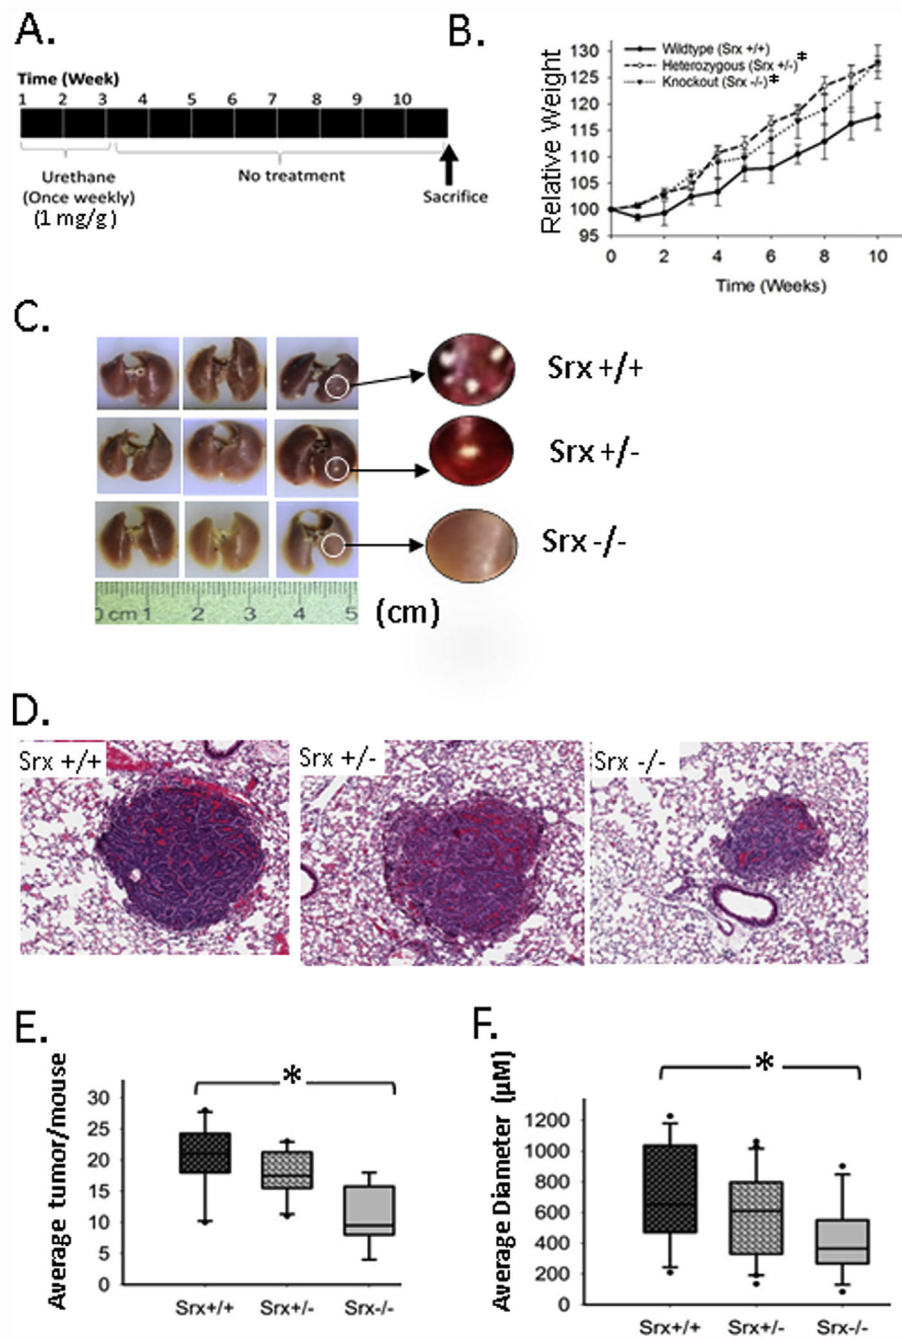 A.
Time (Week)
1 2 3 4 5 6 7 8 9 10
Urethane
(Once weekly)
(1 mg/g)
No treatment
Sacrifice
B.
Relative Weight
130
125
120
115
110
105
100
95
Wildtype (Srx +/+)
Heterozygous (Srx +/-)*
Knockout (Srx -/-)*
0 2 4 6 8 10
Time (Weeks)
C.
Srx +/+
Srx +/-
Srx -/-
0 cm 1 2 3 4 5
(cm)
D.
Srx +/+
Srx +/-
Srx -/-
E.
Average tumor/mouse
30
25
20
15
10
5
0
*
Srx+/+ Srx+/- Srx-/-
F.
Average Diameter (µM)
1200
1000
800
600
400
200
0
*
Srx+/+ Srx+/- Srx-/-